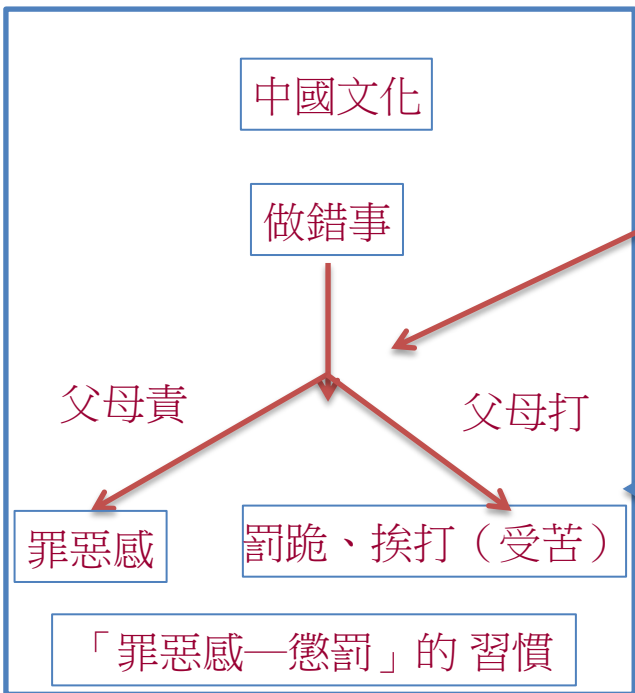 中國文化
做錯事
父母責
父母打
罪惡感
罰跪、挨打（受苦）
「罪惡感—懲罰」的 習慣